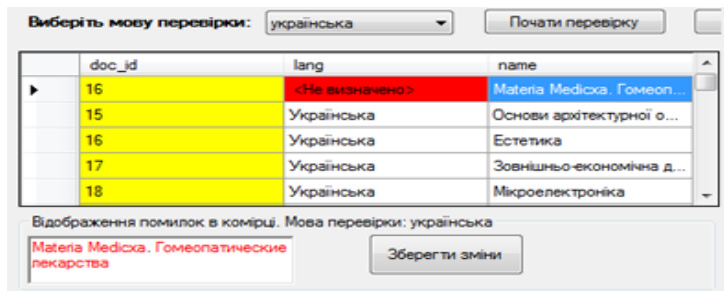 Виберіть мову перевірки: українська Почати перевірку
doc_id lang name
16 <Не визначено> Materia Medicxa. Гомеоп...
15 Українська Основи архітектурної о...
16 Українська Естетика
17 Українська Зовнішньо-економічна д...
18 Українська Мікроелектроніка
Відображення помилок в комірці. Мова перевірки: українська
Materia Medicxa. Гомеопатические
лекарства
Зберегти зміни